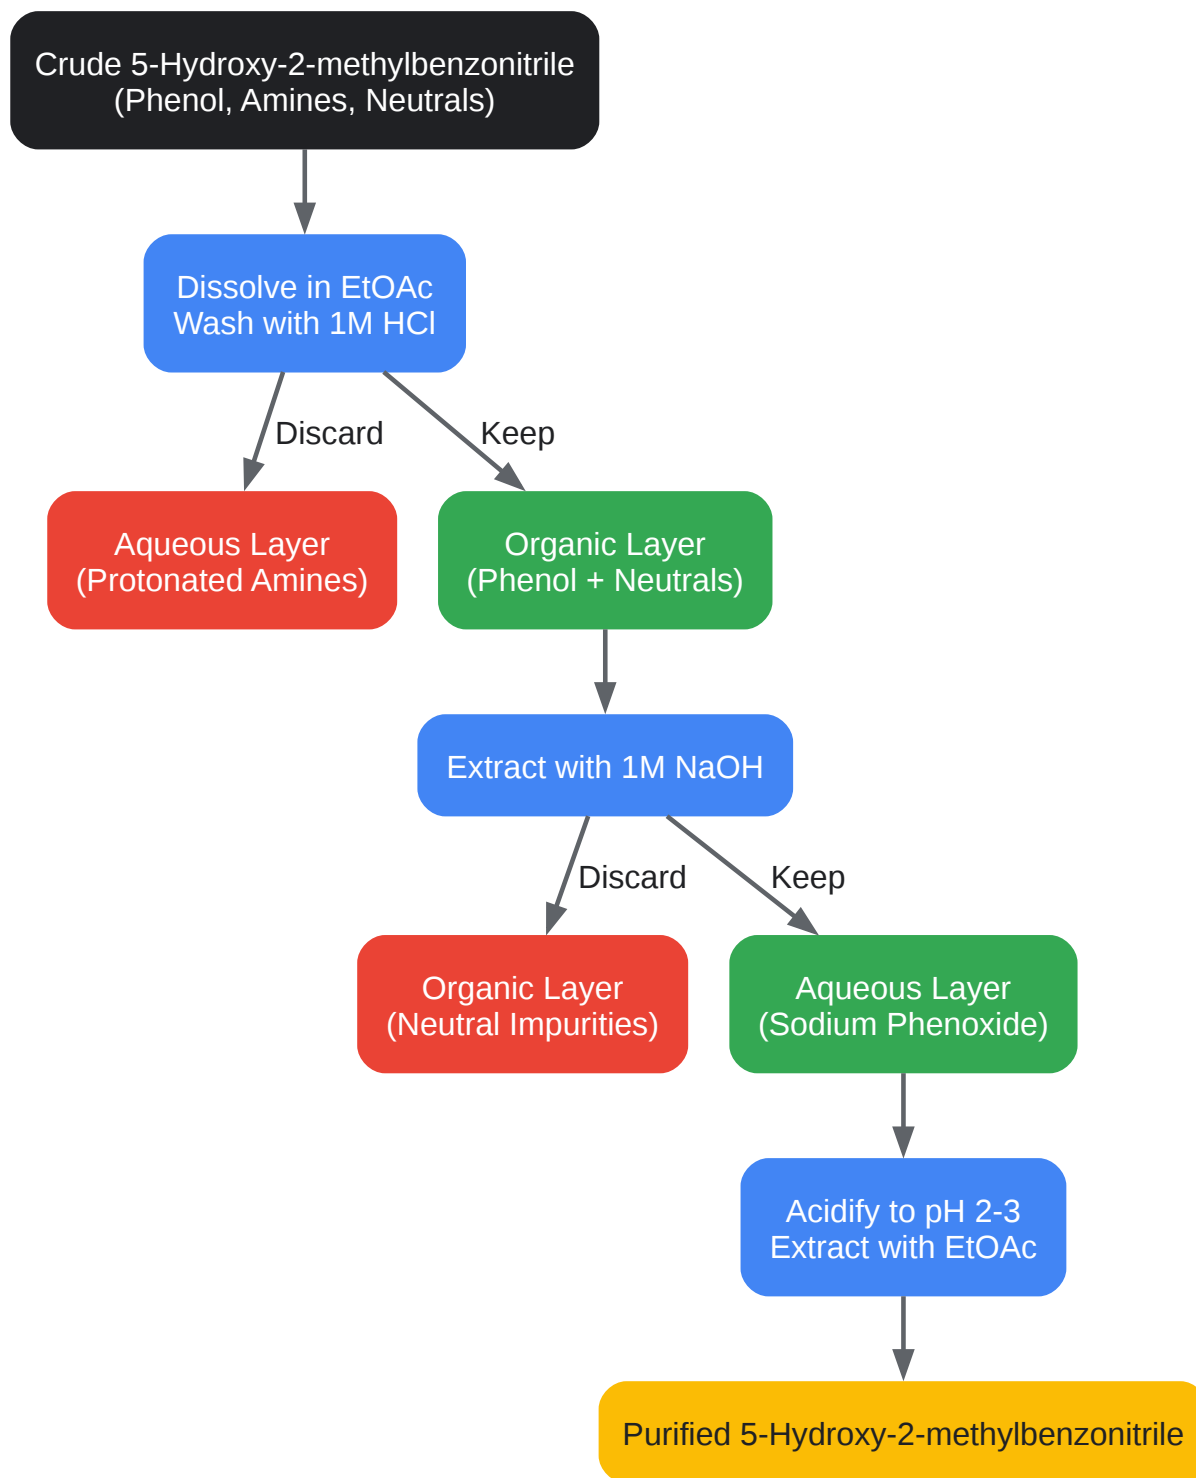 Crude 5-Hydroxy-2-methylbenzonitrile
(Phenol, Amines, Neutrals)
Dissolve in EtOAc
Wash with 1M HCl
Discard
Keep
Aqueous Layer
(Protonated Amines)
Organic Layer
(Phenol + Neutrals)
Extract with 1M NaOH
Discard
Keep
Organic Layer
(Neutral Impurities)
Aqueous Layer
(Sodium Phenoxide)
Acidify to pH 2-3
Extract with EtOAc
Purified 5-Hydroxy-2-methylbenzonitrile